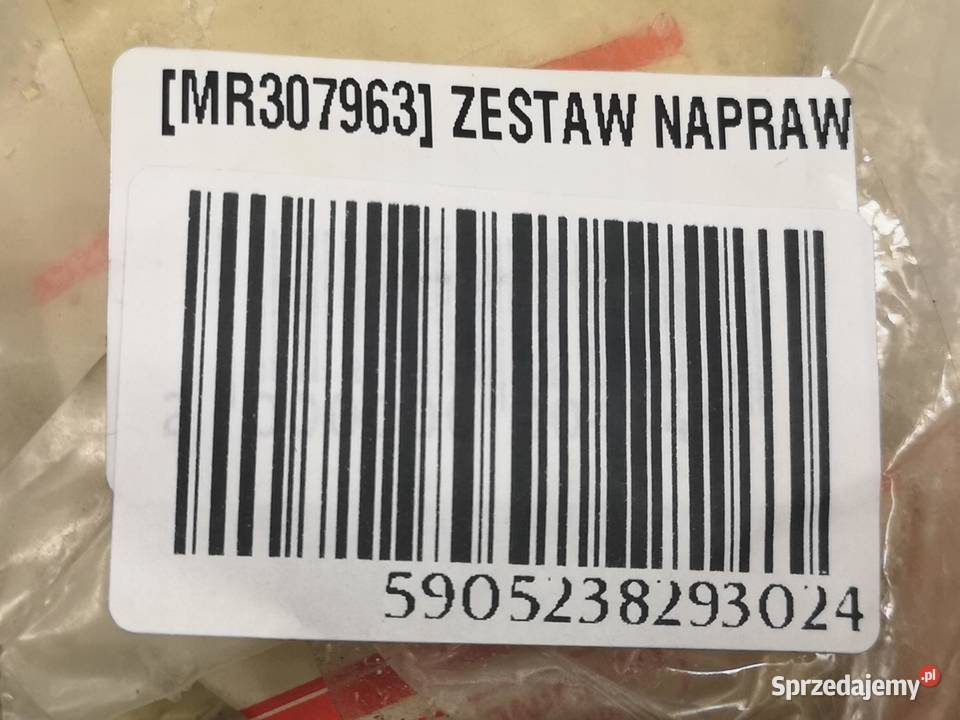 [MR307963] ZESTAW NAPRAW
5905238293024
Sprzedajemy.pl